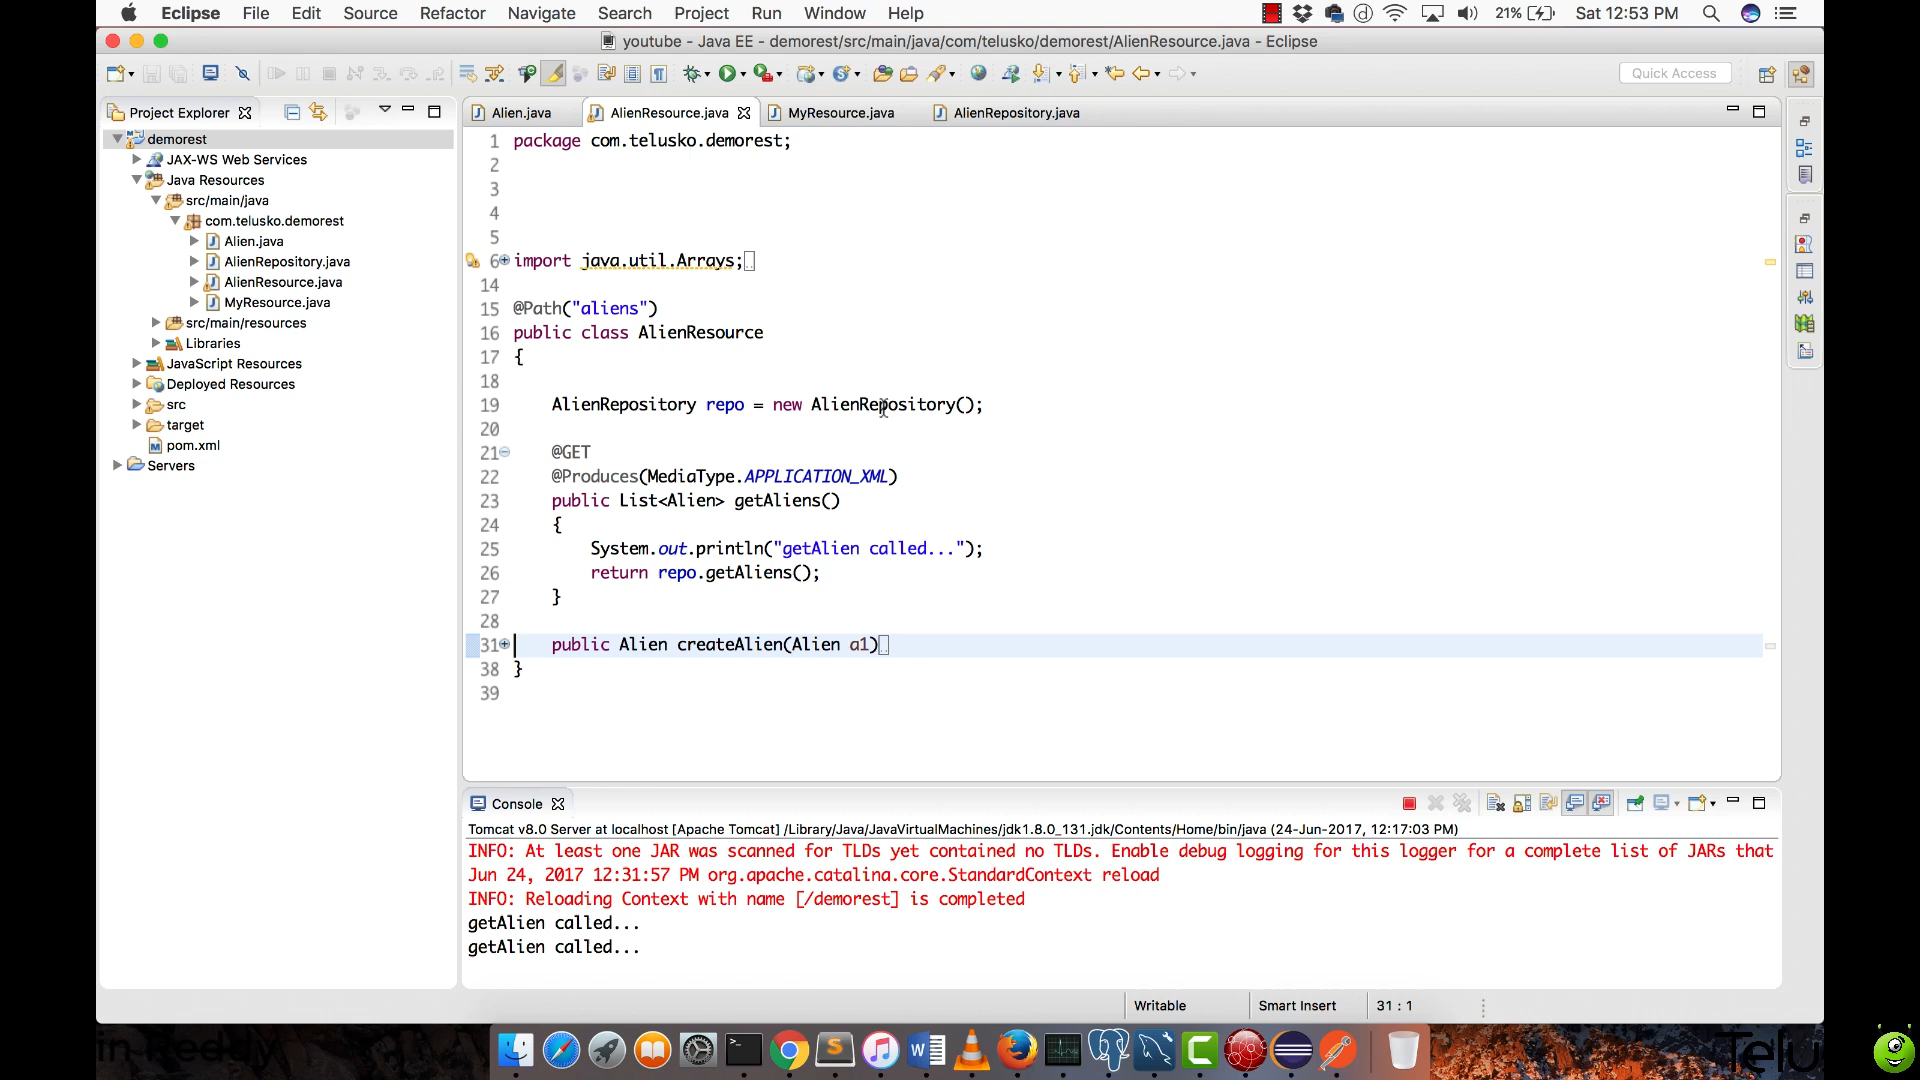 Eclipse File Edit Source Refactor Navigate Search Project Run Window Help 21% Sat 12:53 PM
youtube - Java EE - demorest/src/main/java/com/telusko/demorest/AlienResource.java - Eclipse
Quick Access
Project Explorer
demorest
JAX-WS Web Services
Java Resources
src/main/java
com.telusko.demorest
Alien.java
AlienRepository.java
AlienResource.java
MyResource.java
src/main/resources
Libraries
JavaScript Resources
Deployed Resources
src
target
pom.xml
Servers
Alien.java AlienResource.java MyResource.java AlienRepository.java
1 package com.telusko.demorest;
2
3
4
5
6 import java.util.Arrays;
14
15 @Path("aliens")
16 public class AlienResource
17 {
18
19 AlienRepository repo = new AlienRepository();
20
21 @GET
22 @Produces(MediaType.APPLICATION_XML)
23 public List<Alien> getAliens()
24 {
25 System.out.println("getAlien called...");
26 return repo.getAliens();
27 }
28
31 public Alien createAlien(Alien a1)
38 }
39
Console
Tomcat v8.0 Server at localhost [Apache Tomcat] /Library/Java/JavaVirtualMachines/jdk1.8.0_131.jdk/Contents/Home/bin/java (24-Jun-2017, 12:17:03 PM)
INFO: At least one JAR was scanned for TLDs yet contained no TLDs. Enable debug logging for this logger for a complete list of JARs that
Jun 24, 2017 12:31:57 PM org.apache.catalina.core.StandardContext reload
INFO: Reloading Context with name [/demorest] is completed
getAlien called...
getAlien called...
Writable Smart Insert 31 : 1